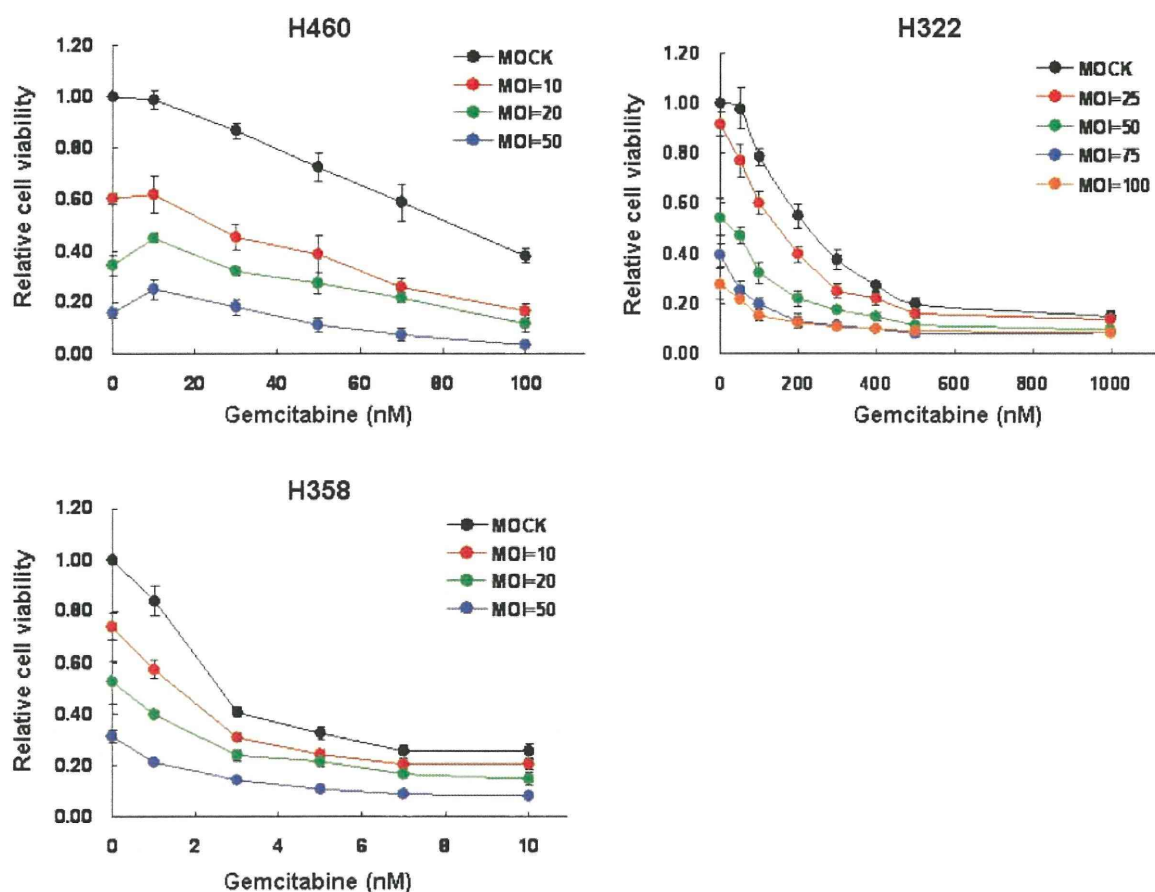 H460
1.20
1.00
0.80
0.60
0.40
0.20
0.00
Relative cell viability
MOCK
MOI=10
MOI=20
MOI=50
0 20 40 60 80 100
Gemcitabine (nM)
H322
1.20
1.00
0.80
0.60
0.40
0.20
0.00
Relative cell viability
MOCK
MOI=25
MOI=50
MOI=75
MOI=100
0 200 400 600 800 1000
Gemcitabine (nM)
H358
1.20
1.00
0.80
0.60
0.40
0.20
0.00
Relative cell viability
MOCK
MOI=10
MOI=20
MOI=50
0 2 4 6 8 10
Gemcitabine (nM)